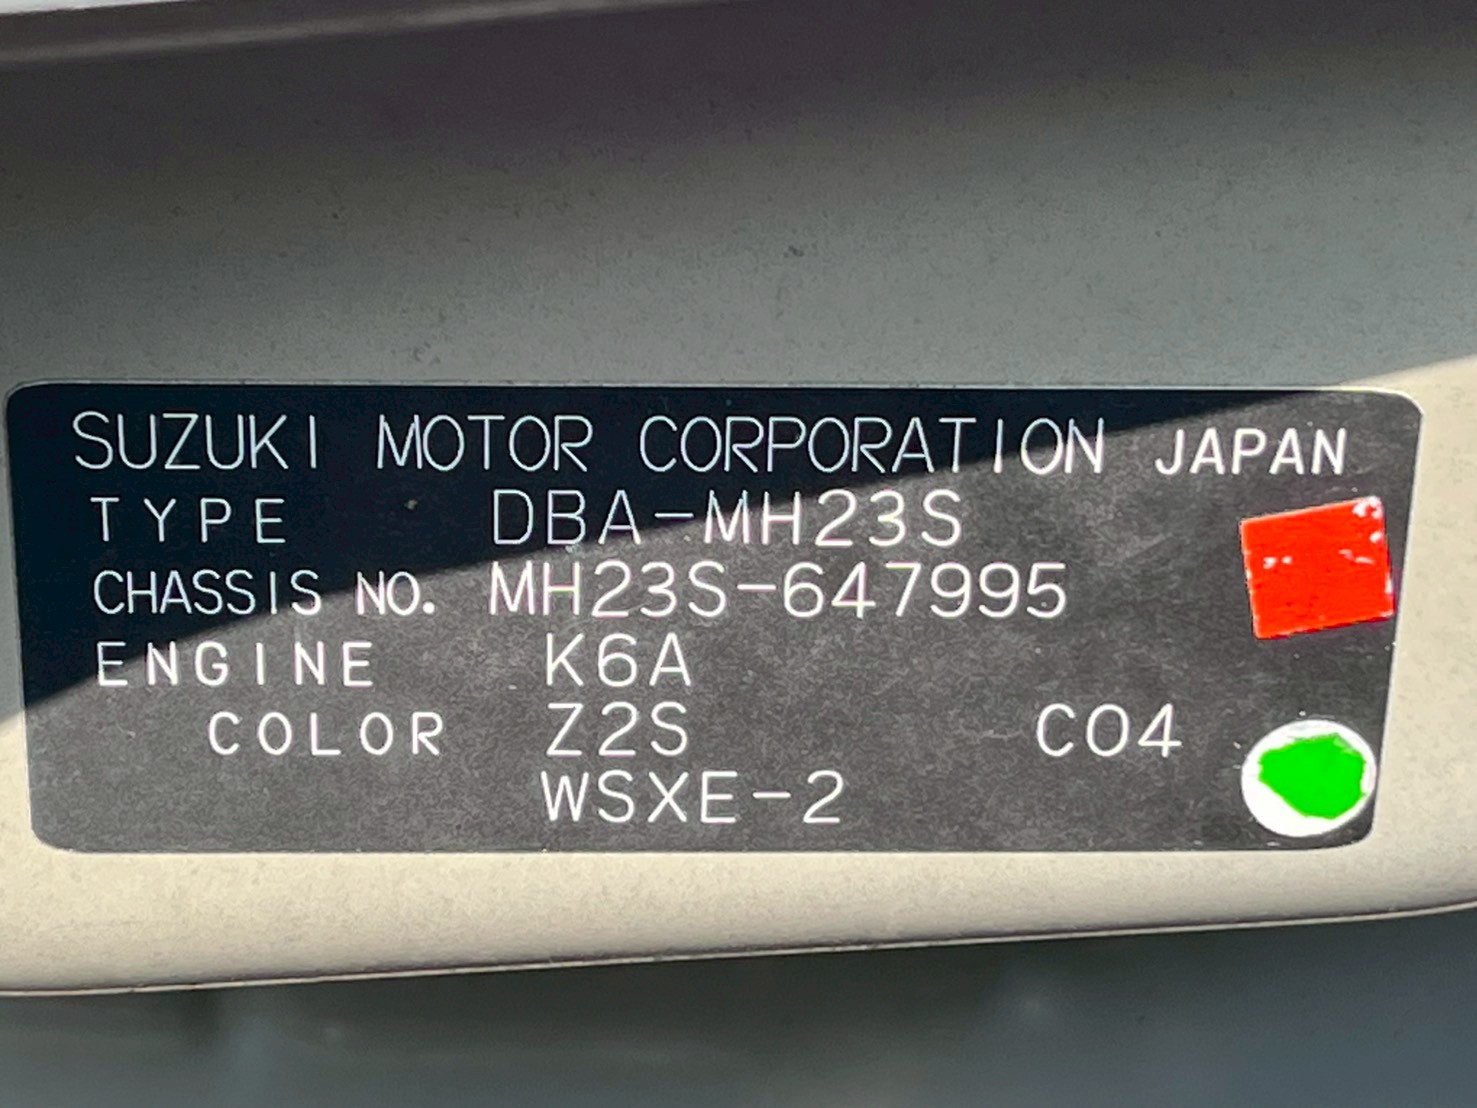 SUZUKI MOTOR CORPORATION JAPAN
TYPE DBA-MH23S
CHASSIS NO. MH23S-647995
ENGINE K6A
COLOR Z2S C04
WSXE-2